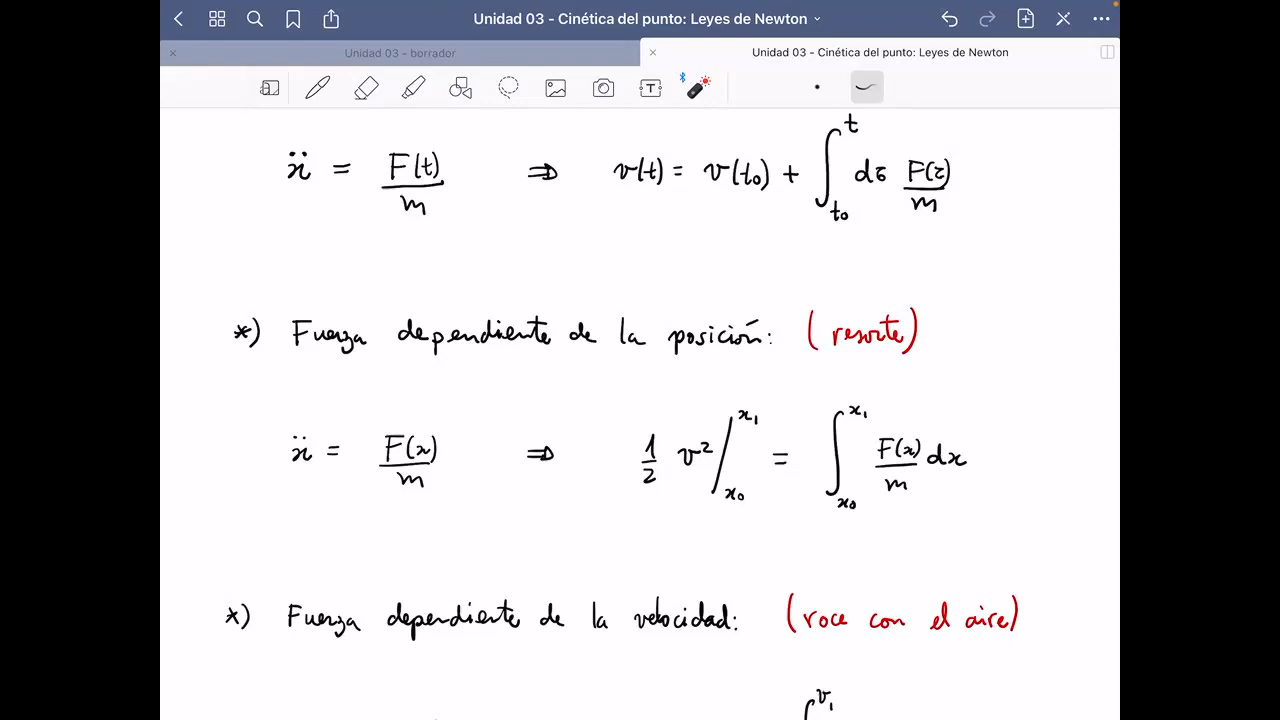 Unidad 03 - Cinética del punto: Leyes de Newton
Unidad 03 - borrador
Unidad 03 - Cinética del punto: Leyes de Newton
T
ẍ = F(t)/m ⇒ v(t) = v(t₀) + ∫_{t₀}^{t} dτ F(τ)/m
*) Fuerza dependiente de la posición: (resorte)
ẍ = F(x)/m ⇒ 1/2 v² |_{x₀}^{x₁} = ∫_{x₀}^{x₁} F(x)/m dx
*) Fuerza dependiente de la velocidad: (roce con el aire)
∫^{v₁}